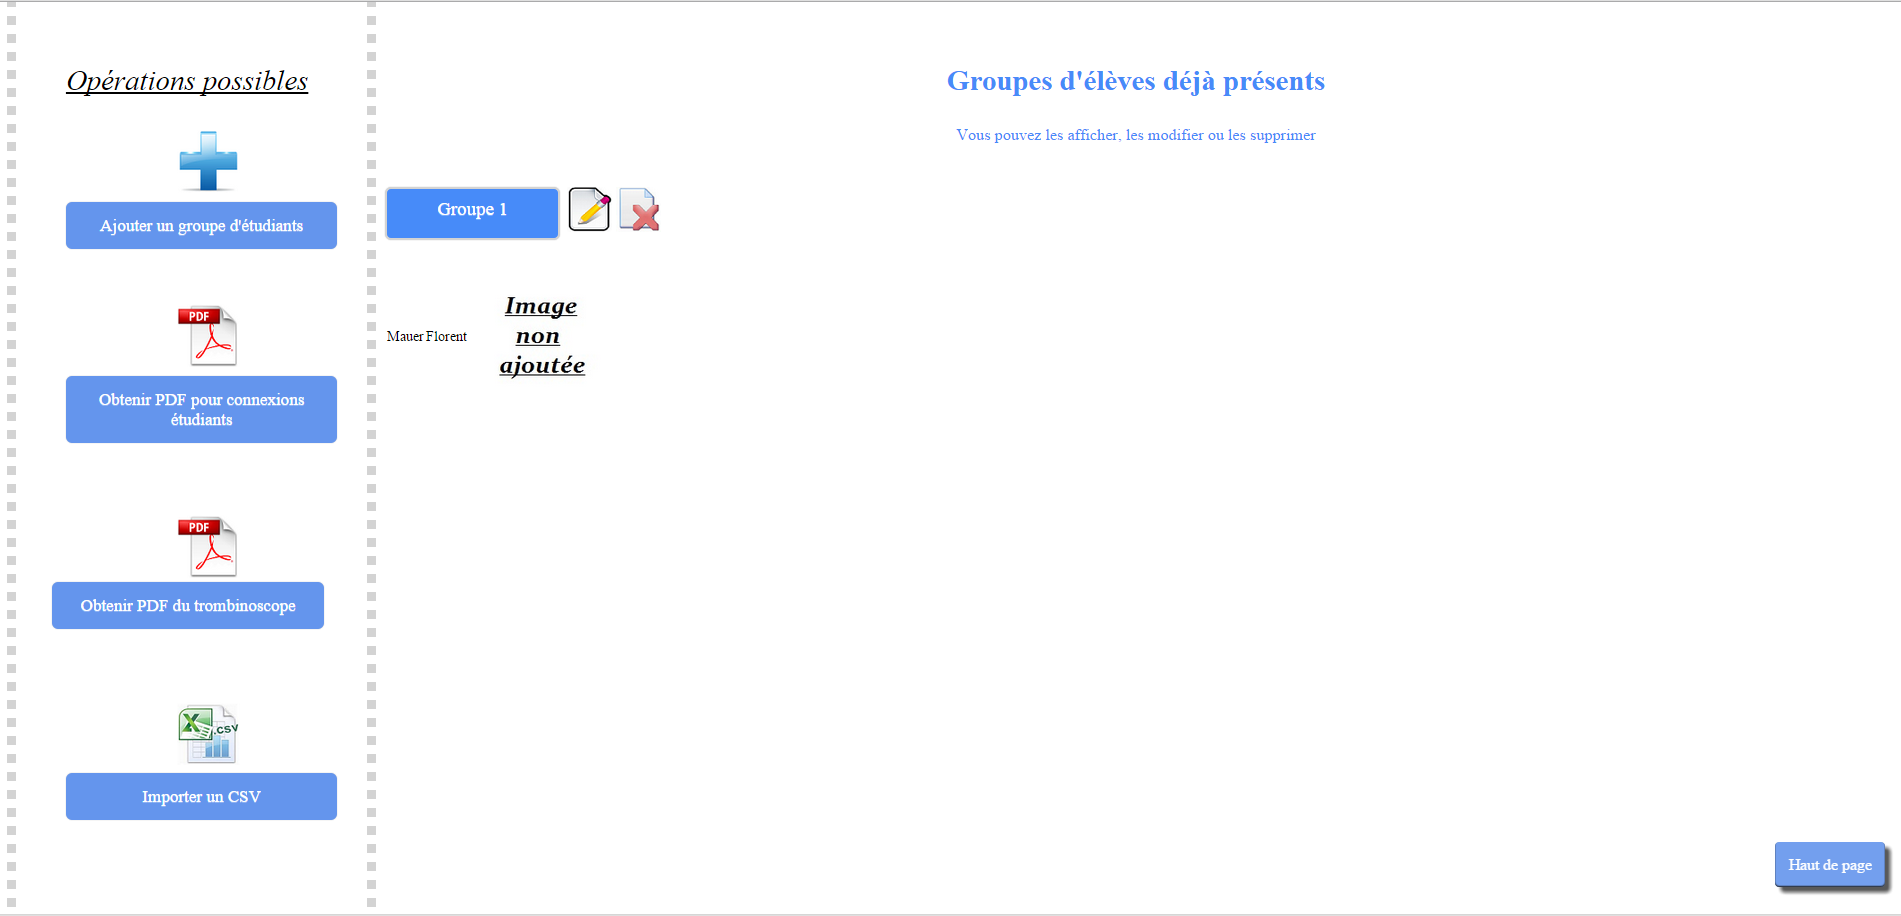 Opérations possibles
Ajouter un groupe d'étudiants
PDF
Obtenir PDF pour connexions
étudiants
PDF
Obtenir PDF du trombinoscope
X
.csv
Importer un CSV
Groupes d'élèves déjà présents
Vous pouvez les afficher, les modifier ou les supprimer
Groupe 1
Mauer Florent
Image
non
ajoutée
Haut de page